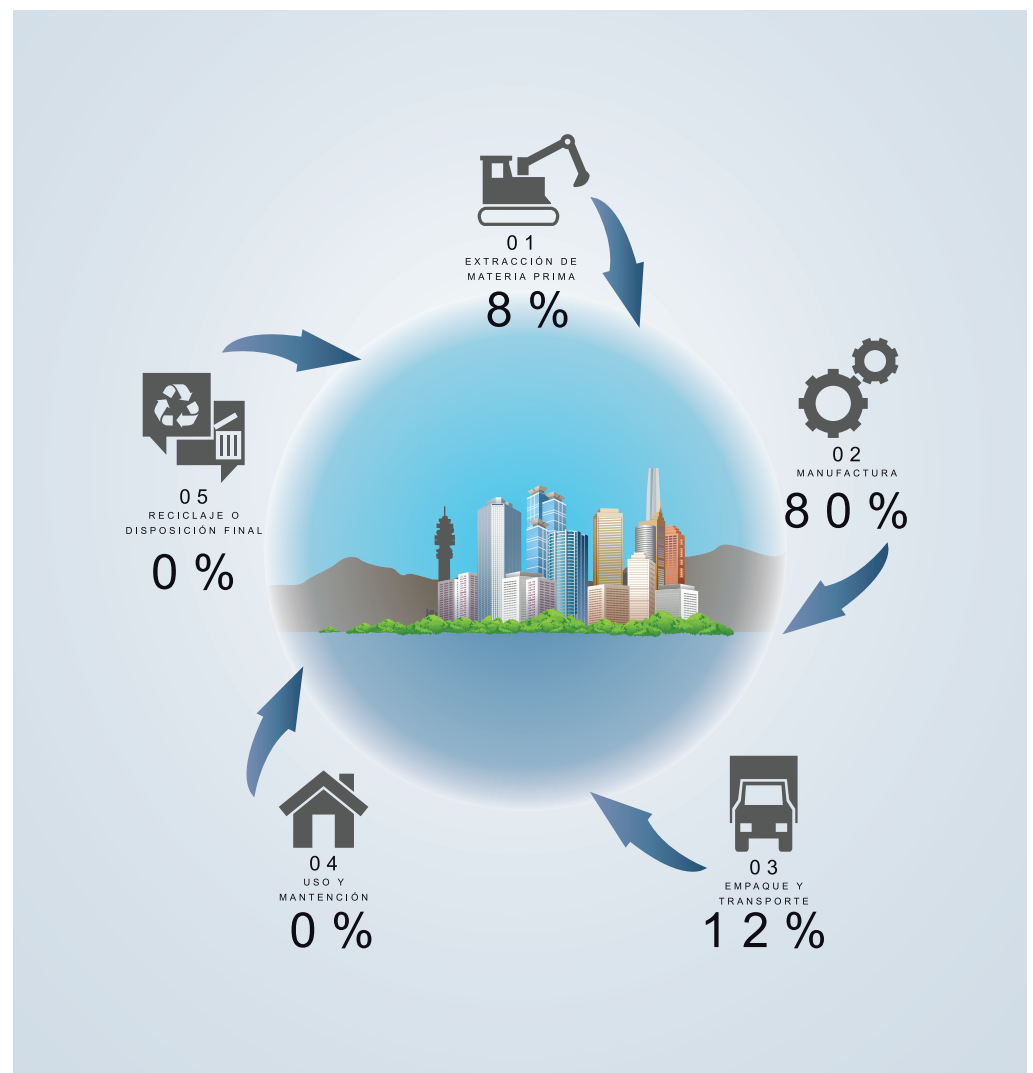 01
EXTRACCIÓN DE
MATERIA PRIMA
8%
02
MANUFACTURA
80%
03
EMPAQUE Y
TRANSPORTE
12%
04
USO Y
MANTENCIÓN
0%
05
RECICLAJE O
DISPOSICIÓN FINAL
0%